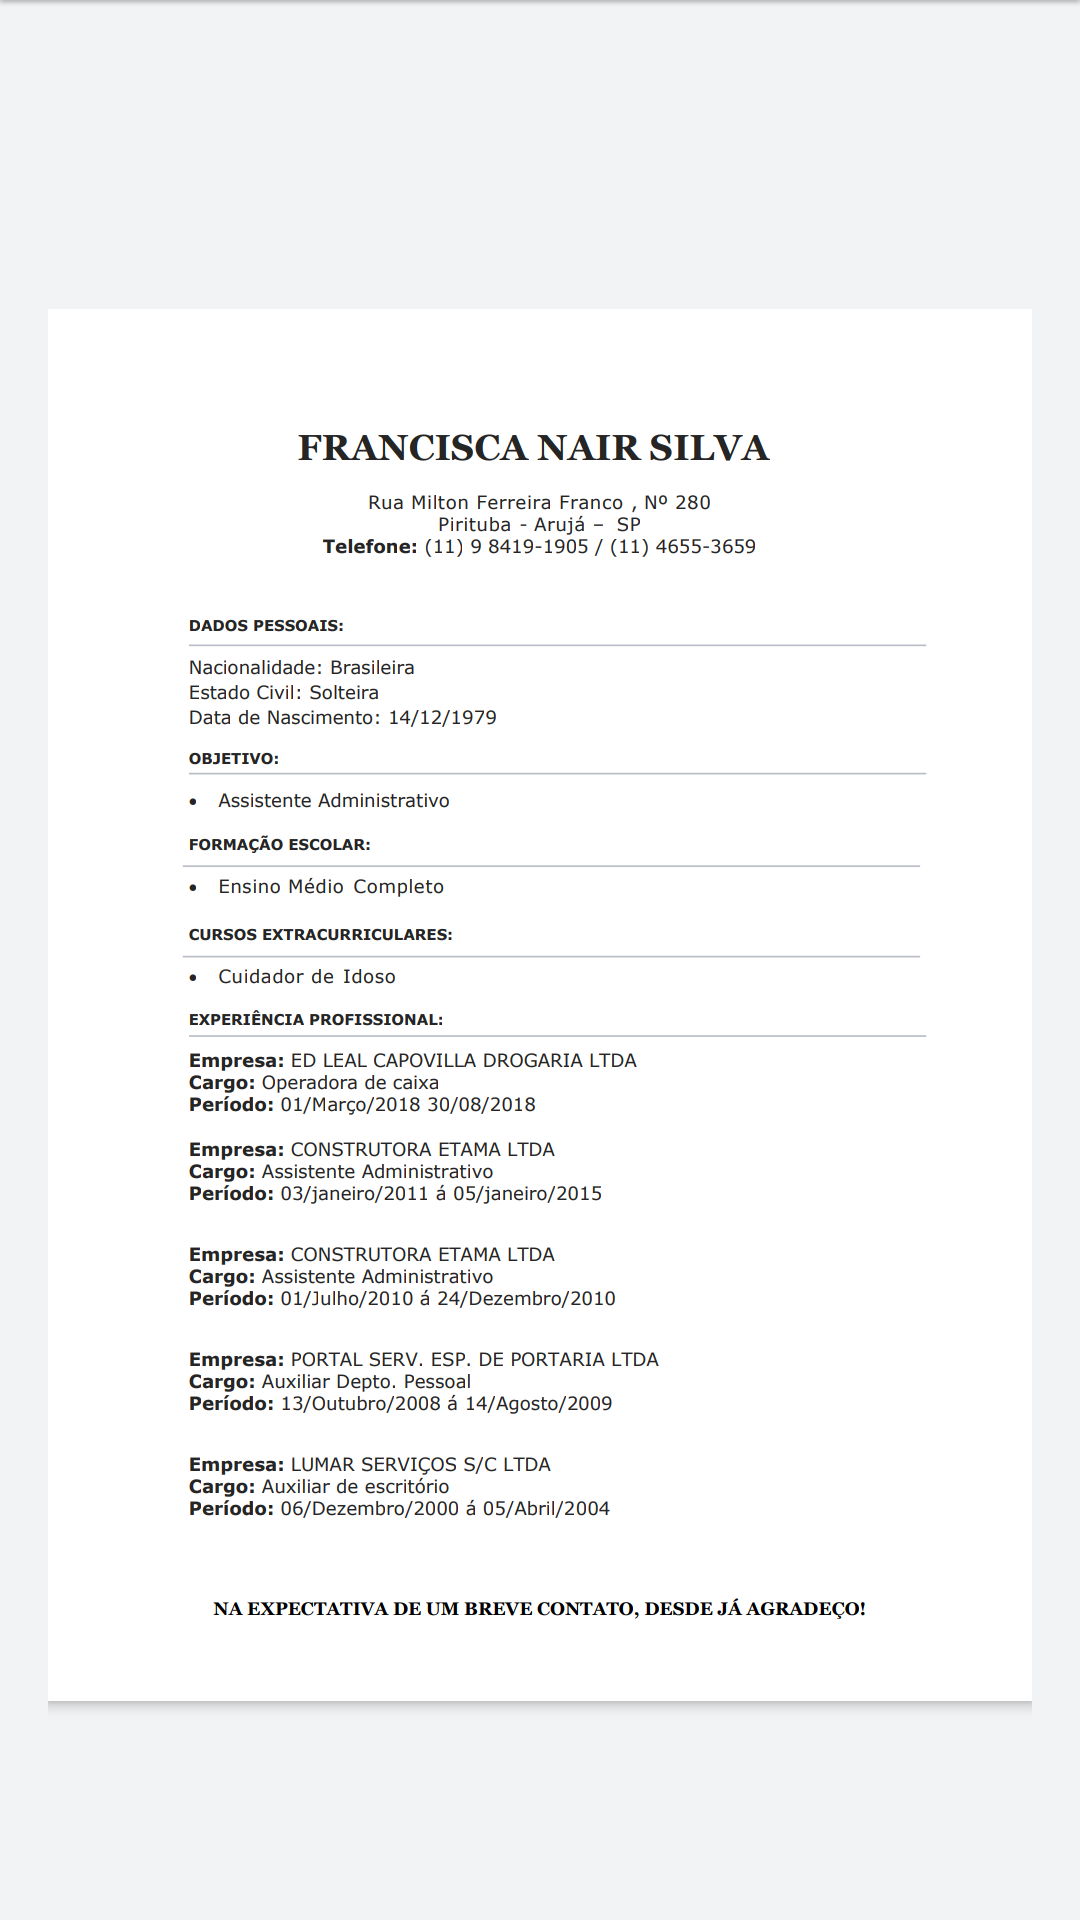 FRANCISCA NAIR SILVA
Rua Milton Ferreira Franco , Nº 280
Pirituba - Arujá – SP
Telefone: (11) 9 8419-1905 / (11) 4655-3659
DADOS PESSOAIS:
Nacionalidade: Brasileira
Estado Civil: Solteira
Data de Nascimento: 14/12/1979
OBJETIVO:
• Assistente Administrativo
FORMAÇÃO ESCOLAR:
• Ensino Médio Completo
CURSOS EXTRACURRICULARES:
• Cuidador de Idoso
EXPERIÊNCIA PROFISSIONAL:
Empresa: ED LEAL CAPOVILLA DROGARIA LTDA
Cargo: Operadora de caixa
Período: 01/Março/2018 30/08/2018
Empresa: CONSTRUTORA ETAMA LTDA
Cargo: Assistente Administrativo
Período: 03/janeiro/2011 á 05/janeiro/2015
Empresa: CONSTRUTORA ETAMA LTDA
Cargo: Assistente Administrativo
Período: 01/Julho/2010 á 24/Dezembro/2010
Empresa: PORTAL SERV. ESP. DE PORTARIA LTDA
Cargo: Auxiliar Depto. Pessoal
Período: 13/Outubro/2008 á 14/Agosto/2009
Empresa: LUMAR SERVIÇOS S/C LTDA
Cargo: Auxiliar de escritório
Período: 06/Dezembro/2000 á 05/Abril/2004
NA EXPECTATIVA DE UM BREVE CONTATO, DESDE JÁ AGRADEÇO!